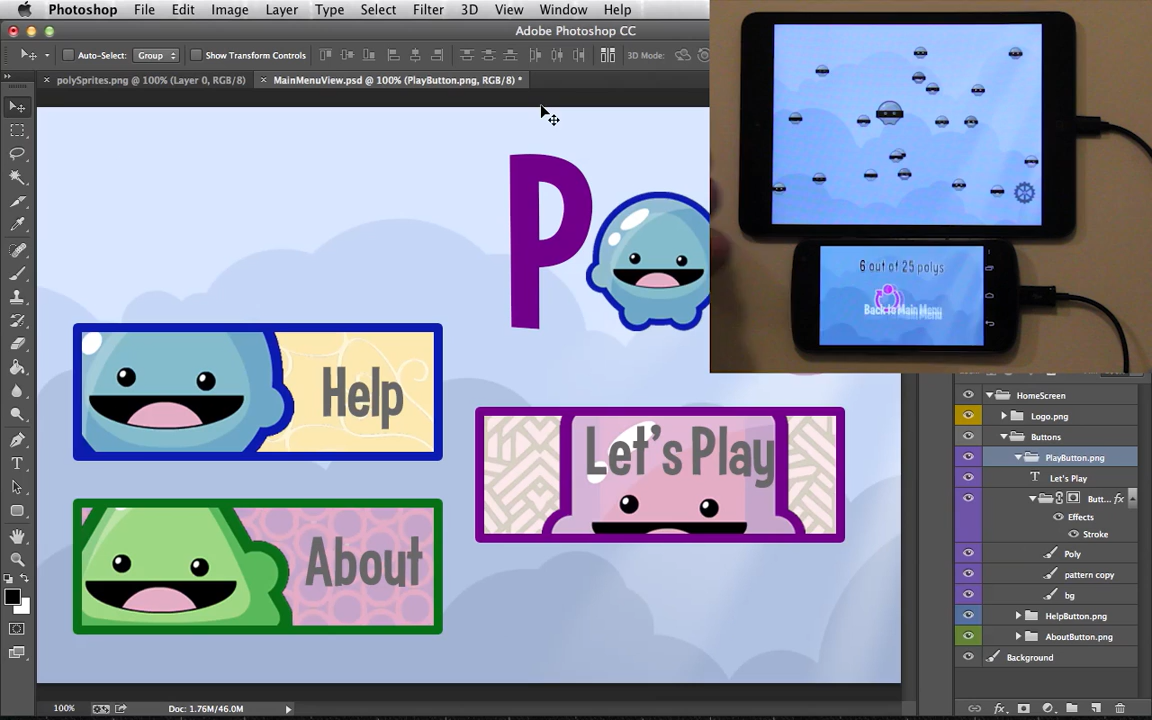 Photoshop File Edit Image Layer Type Select Filter 3D View Window Help
Adobe Photoshop CC
Auto-Select: Group Show Transform Controls 3D Mode:
polySprites.png @ 100% (Layer 0, RGB/8) MainMenuView.psd @ 100% (PlayButton.png, RGB/8) *
6 out of 25 polys
Back to Main Menu
P
Help
Let's Play
About
HomeScreen
Logo.png
Buttons
PlayButton.png
T Let's Play
Butt... fx
Effects
Stroke
Poly
pattern copy
bg
HelpButton.png
AboutButton.png
Background
100% Doc: 1.76M/46.0M fx